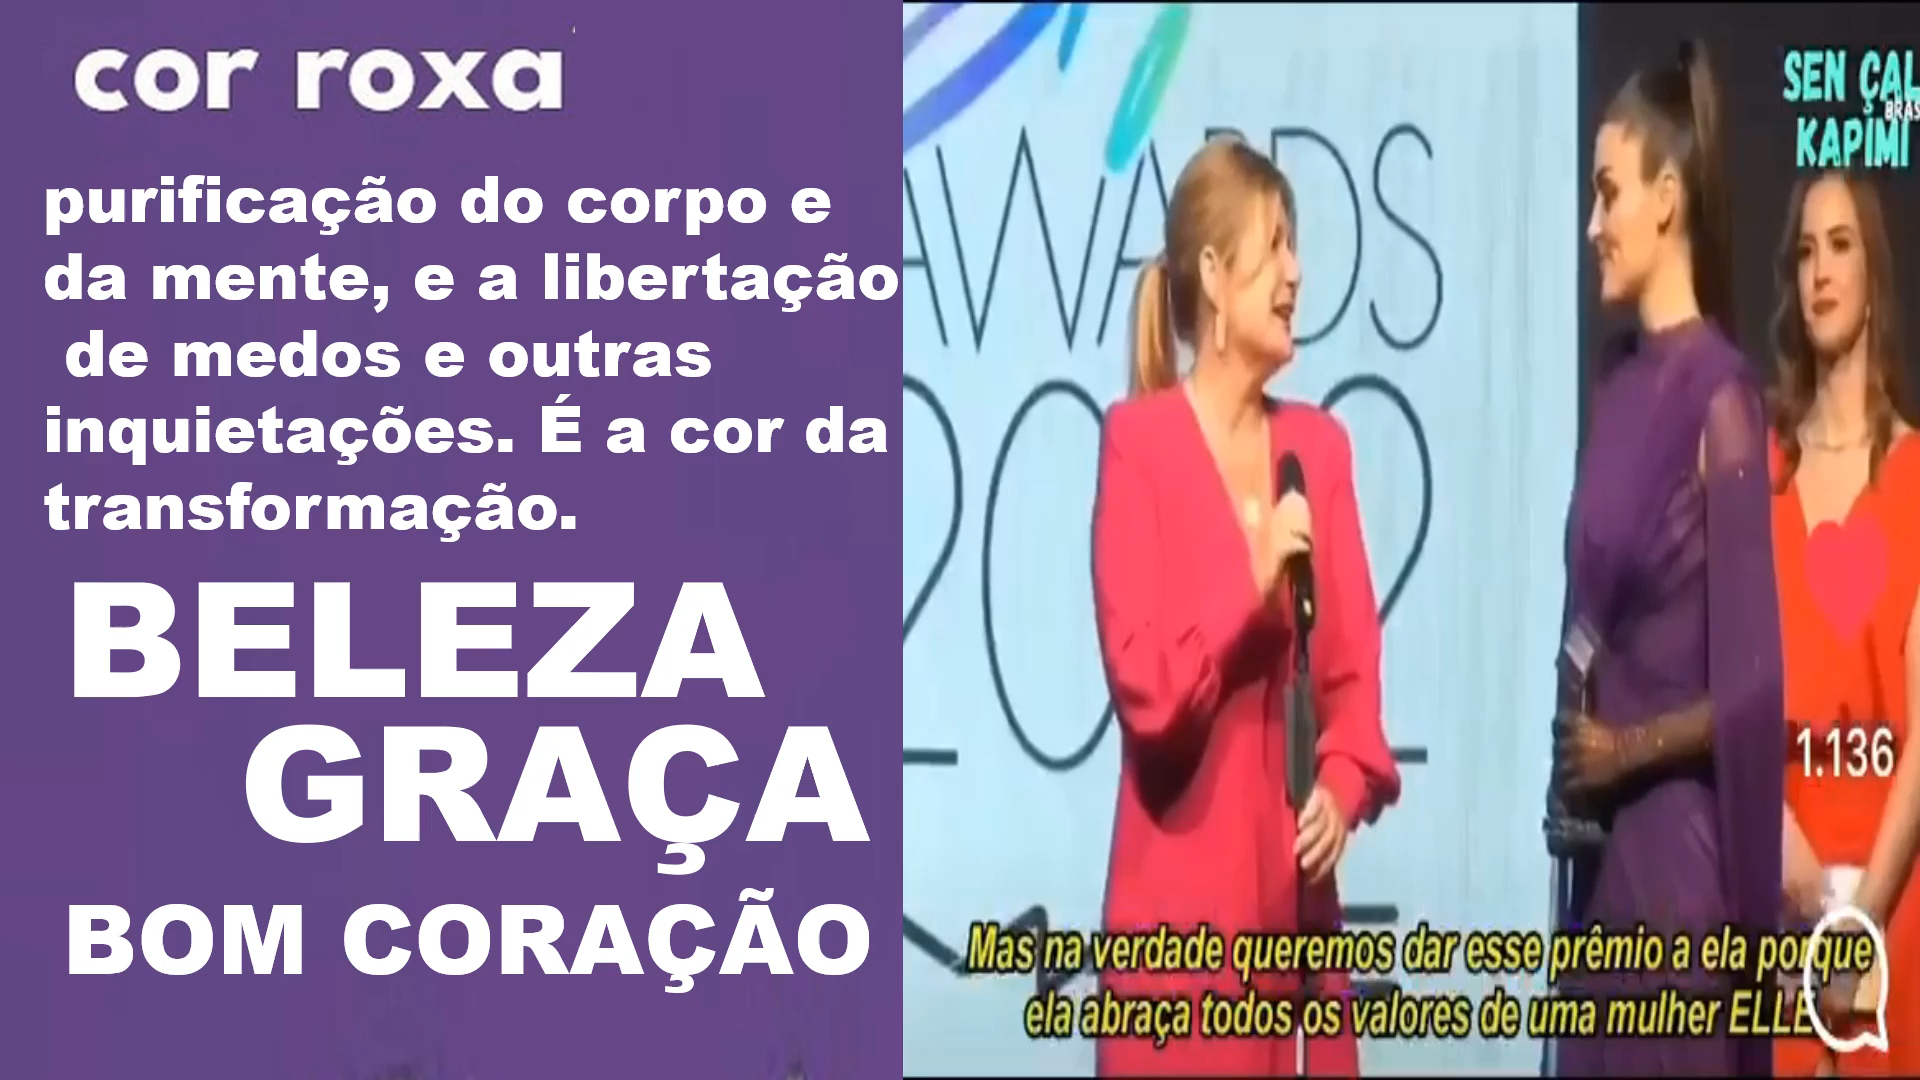 cor roxa
purificação do corpo e
da mente, e a libertação
de medos e outras
inquietações. É a cor da
transformação.
BELEZA
GRAÇA
BOM CORAÇÃO
AWARDS
2022
SEN ÇAL
BRAS
KAPIMI
1.136
Mas na verdade queremos dar esse prêmio a ela porque
ela abraça todos os valores de uma mulher ELLE